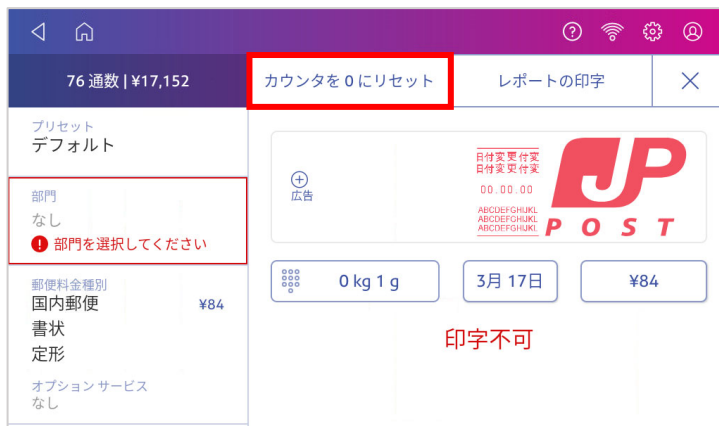 76 通数 | ¥17,152
カウンタを 0 にリセット
レポートの印字
プリセット
デフォルト
部門
なし
! 部門を選択してください
郵便料金種別
国内郵便 ¥84
書状
定形
オプション サービス
なし
広告
日付変更付変
日付変更付変
00.00.00
ABCDEFGHIJKL
ABCDEFGHIJKL
ABCDEFGHIJKL
JP
POST
0 kg 1 g
3月 17日
¥84
印字不可